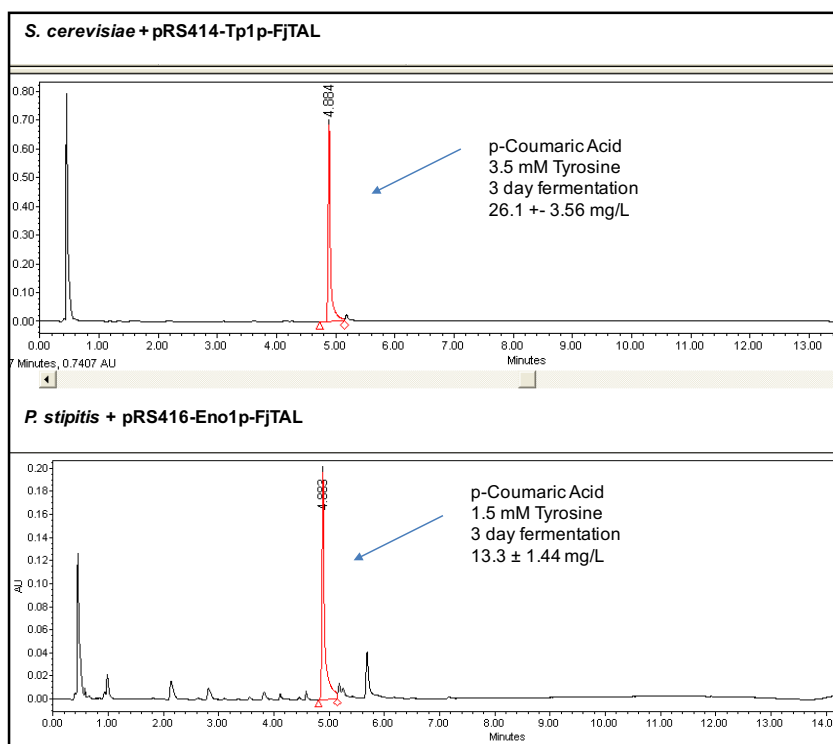 S. cerevisiae + pRS414-Tp1p-FjTAL
0.80
0.70
0.60
0.50
0.40
0.30
0.20
0.10
0.00
4.884
p-Coumaric Acid
3.5 mM Tyrosine
3 day fermentation
26.1 +- 3.56 mg/L
0.00 1.00 2.00 3.00 4.00 5.00 6.00 7.00 8.00 9.00 10.00 11.00 12.00 13.00
Minutes
7 Minutes, 0.7407 AU
P. stipitis + pRS416-Eno1p-FjTAL
0.20
0.18
0.16
0.14
0.12
0.10
0.08
0.06
0.04
0.02
0.00
AU
4.883
p-Coumaric Acid
1.5 mM Tyrosine
3 day fermentation
13.3 ± 1.44 mg/L
0.00 1.00 2.00 3.00 4.00 5.00 6.00 7.00 8.00 9.00 10.00 11.00 12.00 13.00 14.0
Minutes